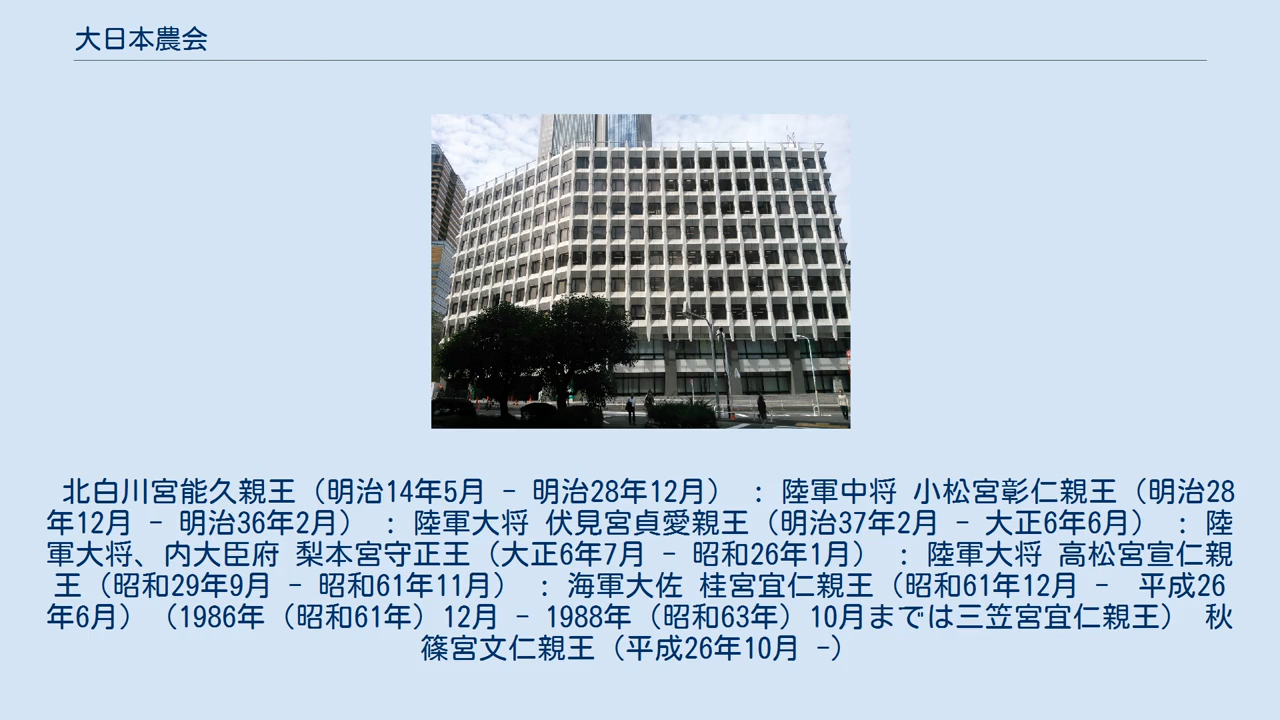 大日本農会
北白川宮能久親王（明治14年5月 - 明治28年12月） : 陸軍中将 小松宮彰仁親王（明治28
年12月 - 明治36年2月） : 陸軍大将 伏見宮貞愛親王（明治37年2月 - 大正6年6月） : 陸
軍大将、内大臣府 梨本宮守正王（大正6年7月 - 昭和26年1月） : 陸軍大将 高松宮宣仁親
王（昭和29年9月 - 昭和61年11月） : 海軍大佐 桂宮宜仁親王（昭和61年12月 - 平成26
年6月）（1986年（昭和61年）12月 - 1988年（昭和63年）10月までは三笠宮宜仁親王） 秋
篠宮文仁親王（平成26年10月 -）